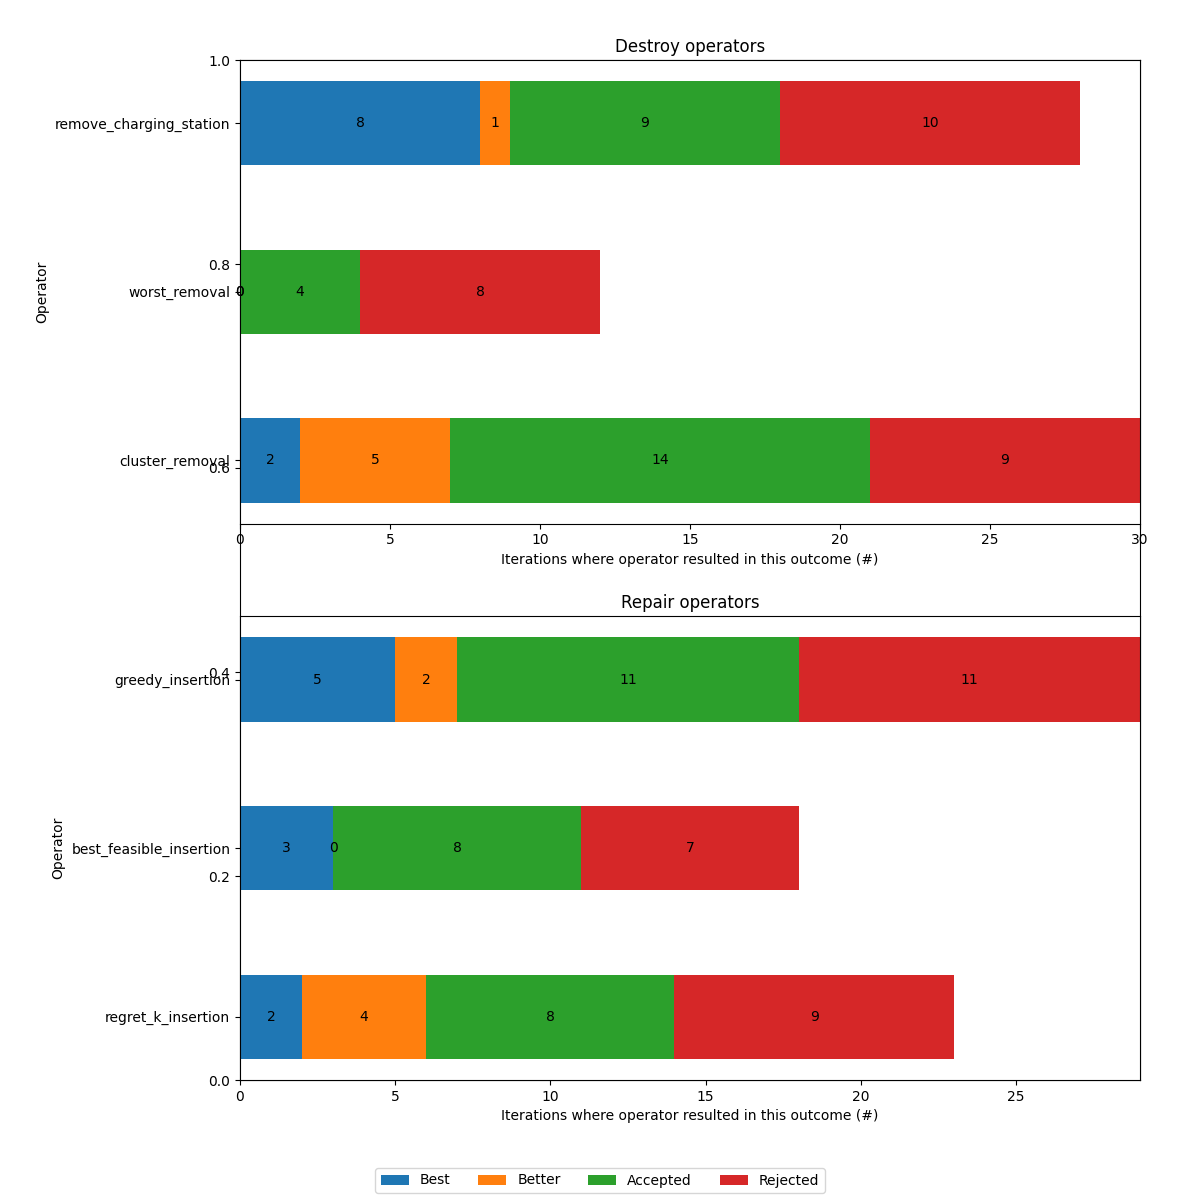 Destroy operators
1.0
remove_charging_station
8 1 9 10
0.8
Operator
worst_removal
0 4 8
cluster_removal
2 5 14 9
0.6
0 5 10 15 20 25 30
Iterations where operator resulted in this outcome (#)
Repair operators
0.4
greedy_insertion
5 2 11 11
Operator
best_feasible_insertion
3 0 8 7
0.2
regret_k_insertion
2 4 8 9
0.0
0 5 10 15 20 25
Iterations where operator resulted in this outcome (#)
Best Better Accepted Rejected